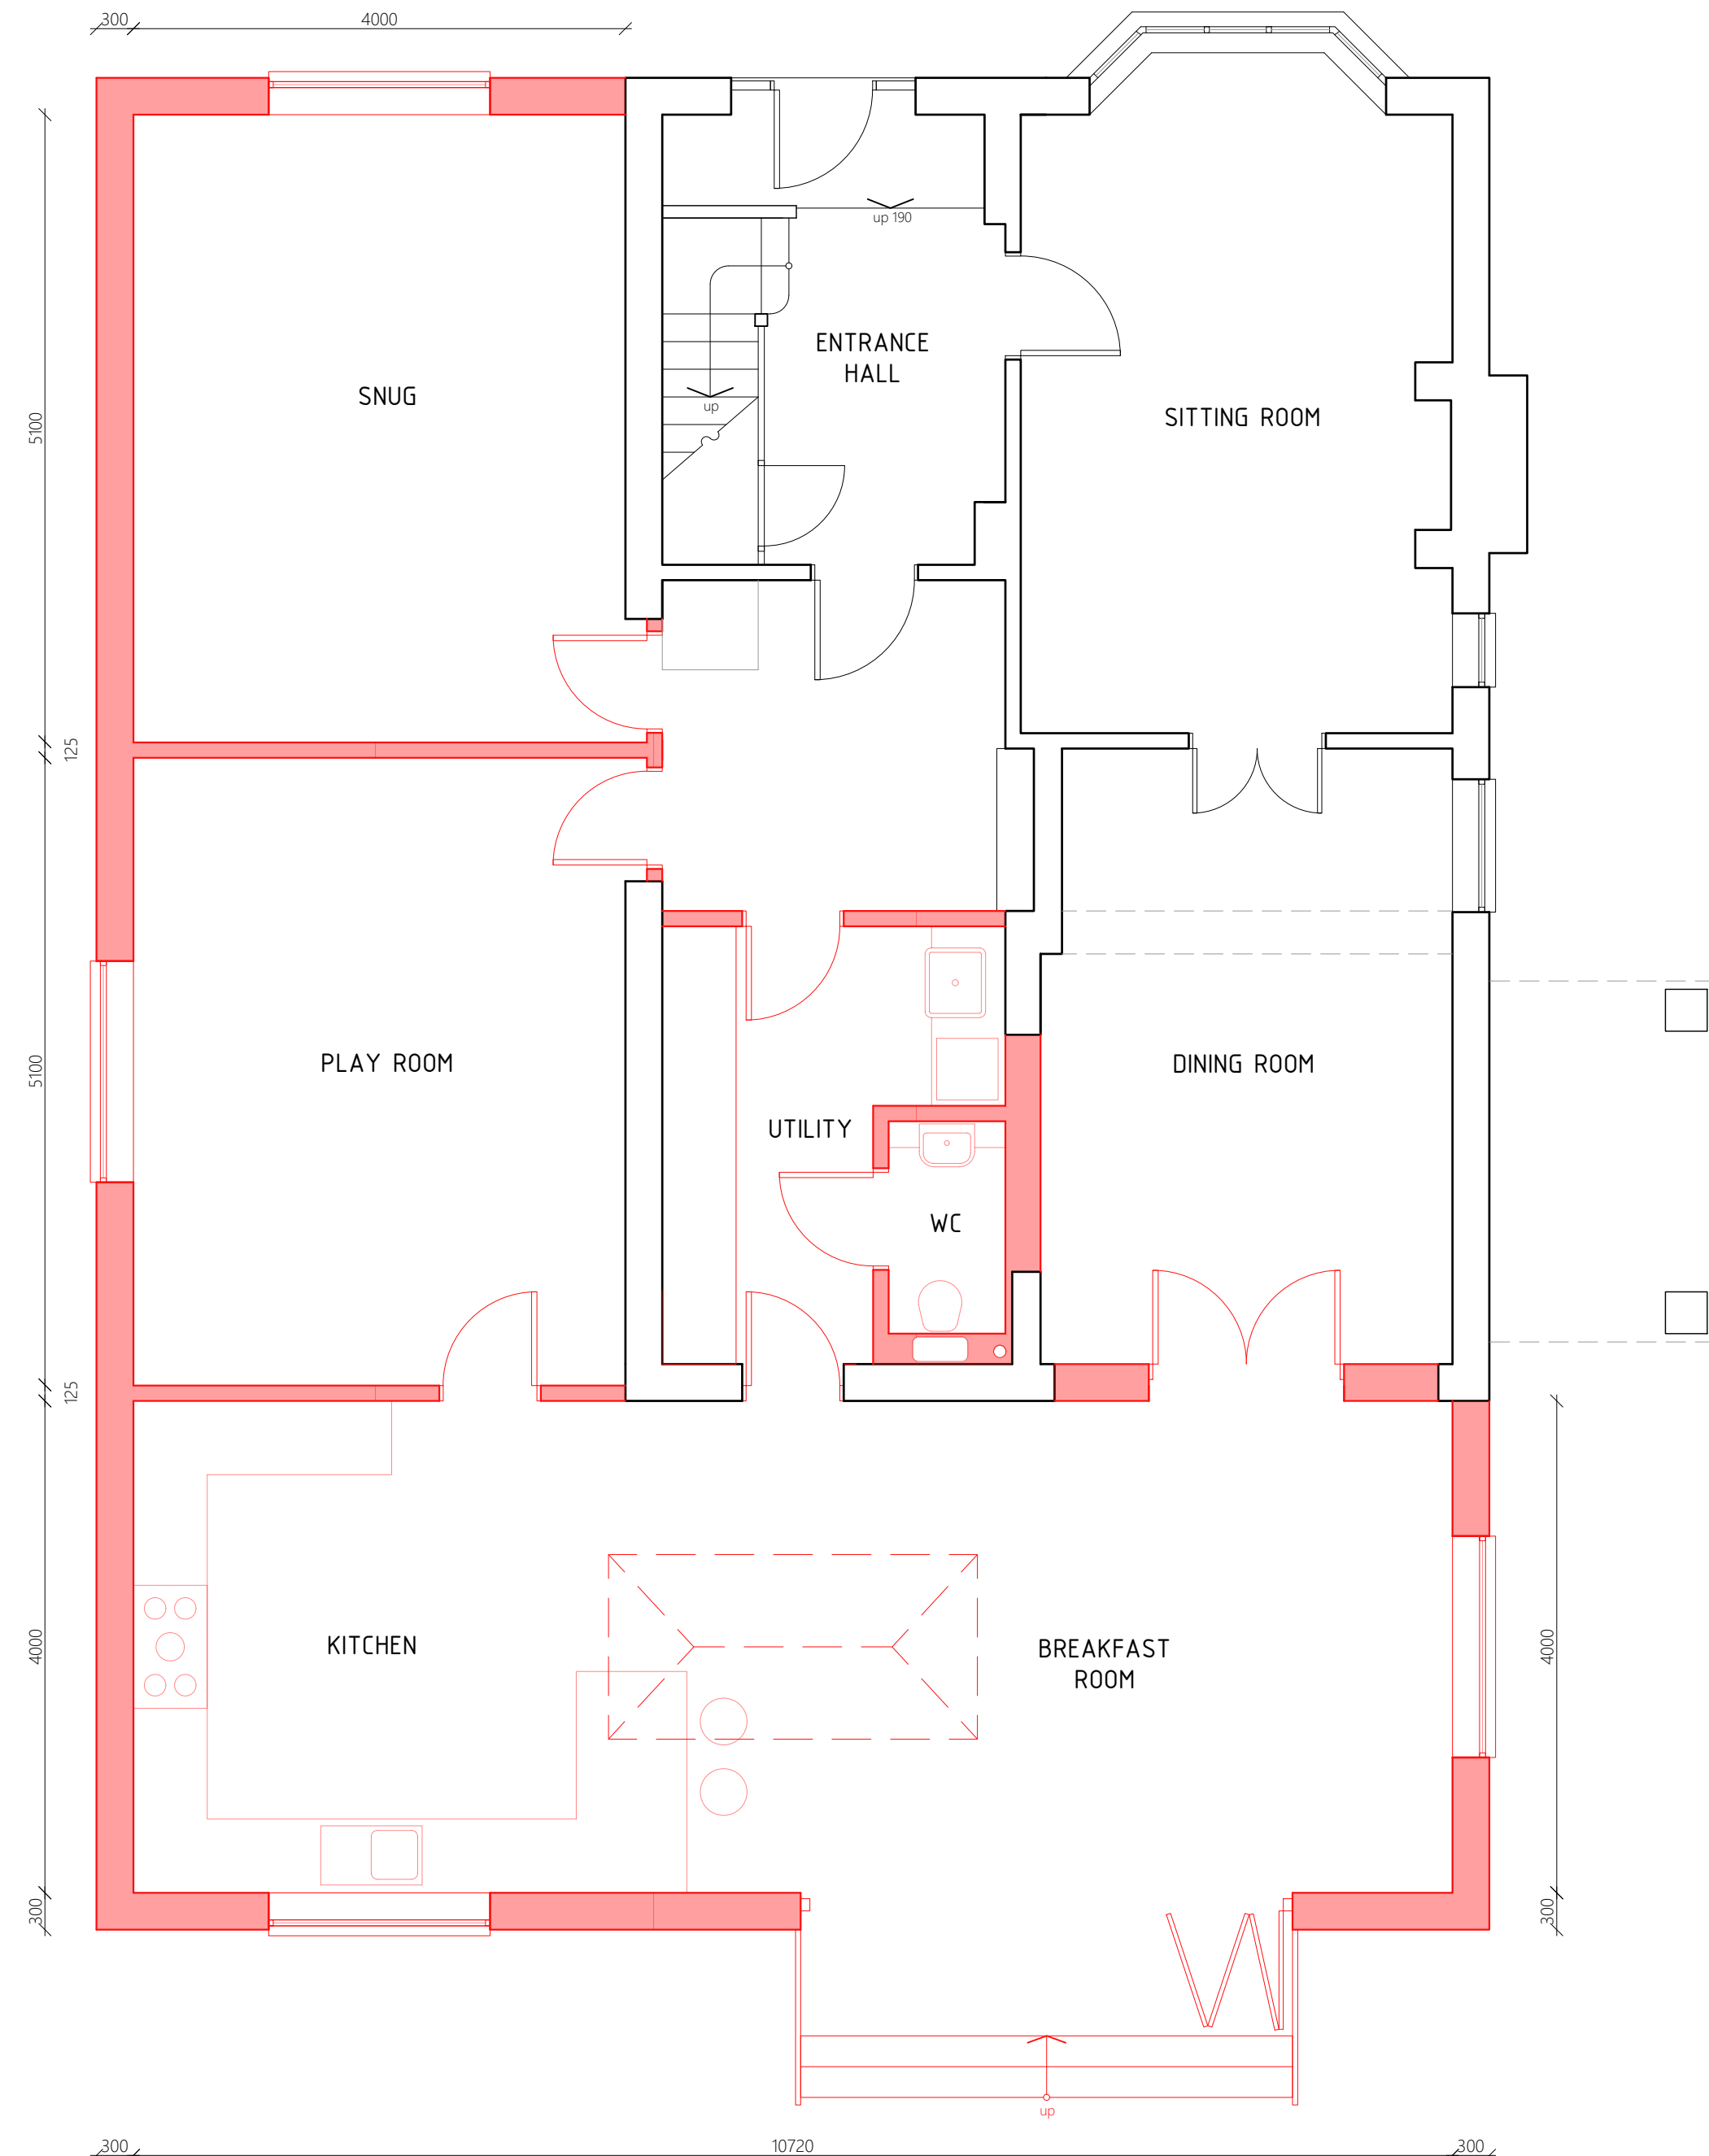 300
4000
up 190
ENTRANCE
HALL
SNUG
up
SITTING ROOM
5100
125
PLAY ROOM
5100
DINING ROOM
UTILITY
WC
125
KITCHEN
BREAKFAST
ROOM
4000
4000
300
300
up
300
10720
300